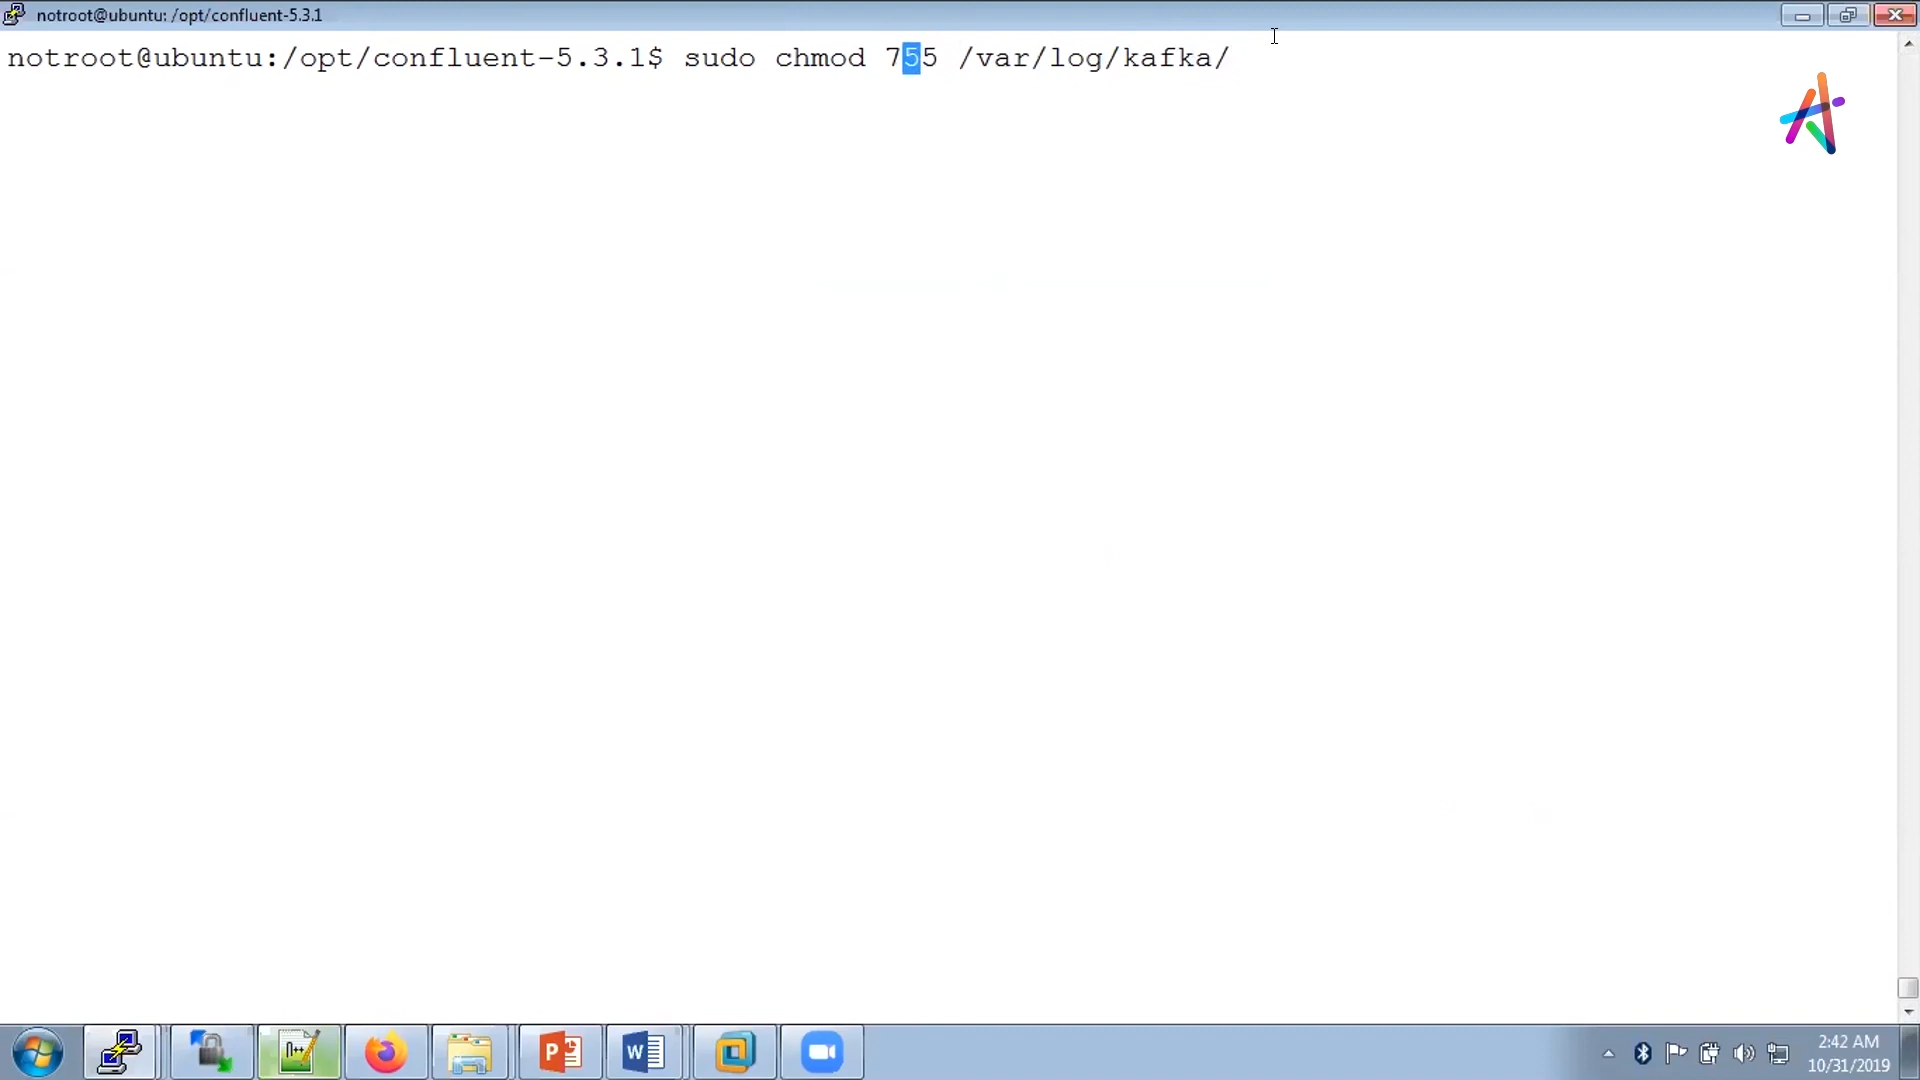 notroot@ubuntu: /opt/confluent-5.3.1
notroot@ubuntu:/opt/confluent-5.3.1$ sudo chmod 755 /var/log/kafka/
2:42 AM
10/31/2019